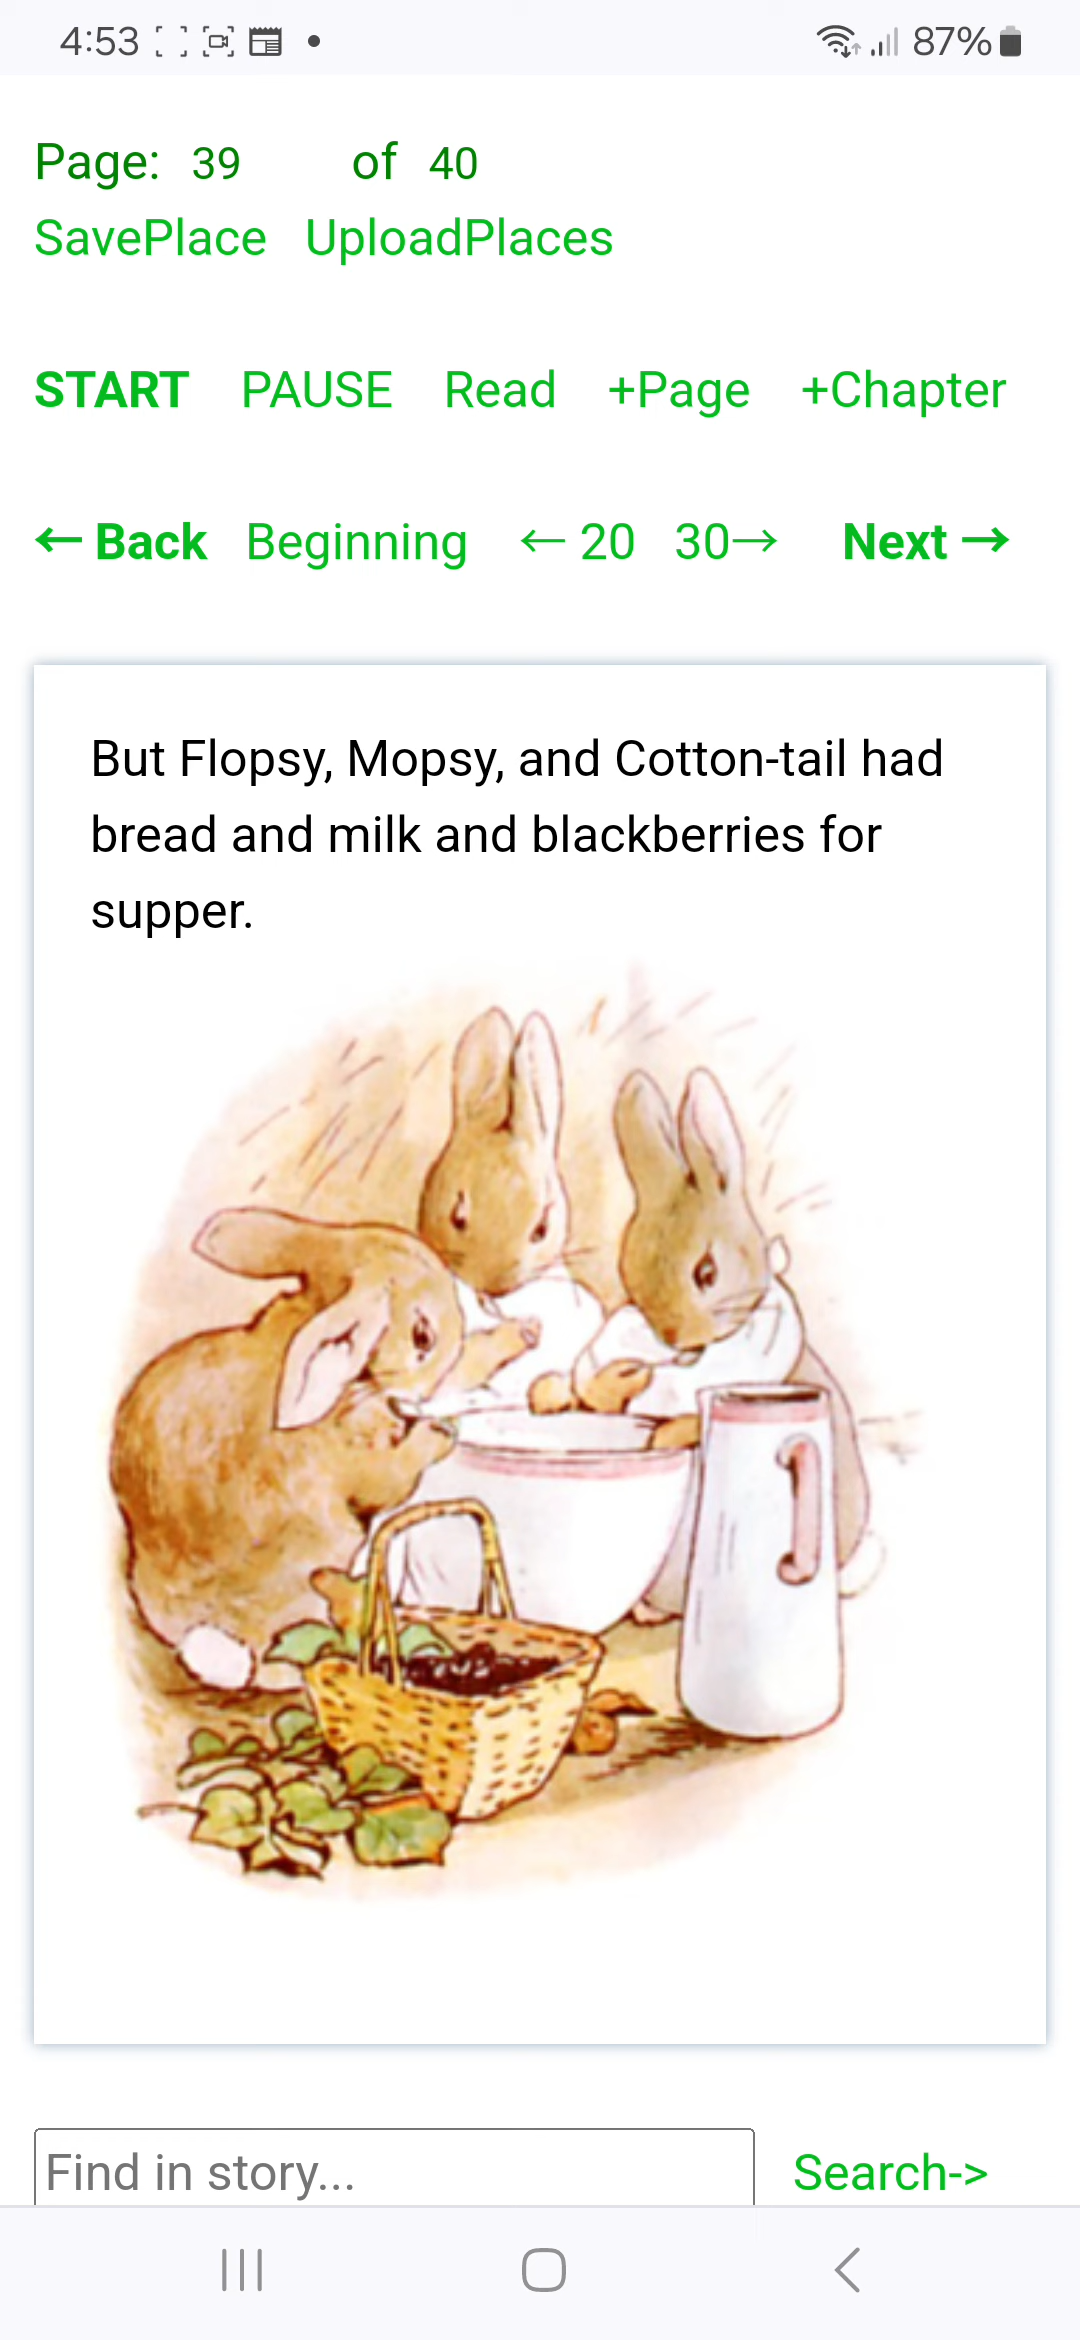 4:53 87%
Page: 39 of 40
SavePlace UploadPlaces
START PAUSE Read +Page +Chapter
← Back Beginning ← 20 30→ Next →
But Flopsy, Mopsy, and Cotton-tail had
bread and milk and blackberries for
supper.
Find in story... Search->